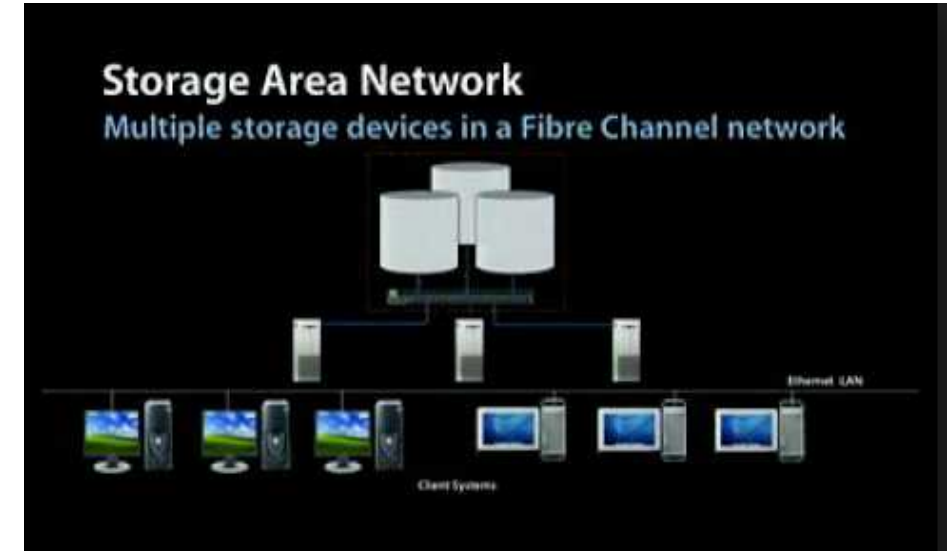 Storage Area Network
Multiple storage devices in a Fibre Channel network
Ethernet LAN
Client Systems